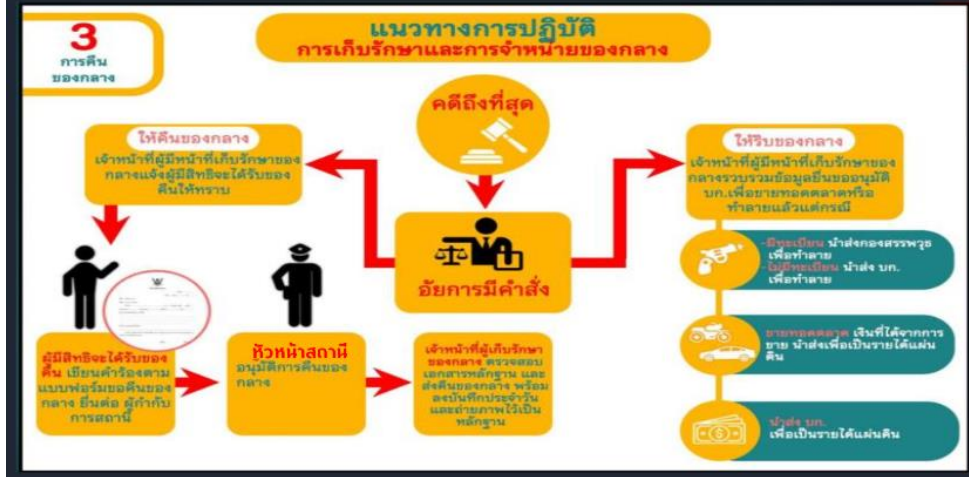 3
การคืน
ของกลาง
แนวทางการปฏิบัติ
การเก็บรักษาและการจำหน่ายของกลาง
คดีถึงที่สุด
อัยการมีคำสั่ง
ให้คืนของกลาง
เจ้าหน้าที่ผู้มีหน้าที่เก็บรักษาของ
กลางแจ้งผู้มีสิทธิจะได้รับของ
คืนให้ทราบ
ผู้มีสิทธิจะได้รับของ
คืน เขียนคำร้องตาม
แบบฟอร์มขอคืนของ
กลาง ยื่นต่อ ผู้กำกับ
การสถานี
หัวหน้าสถานี
อนุมัติการคืนของ
กลาง
เจ้าหน้าที่ผู้เก็บรักษา
ของกลาง ตรวจสอบ
เอกสารหลักฐาน และ
ส่งคืนของกลาง พร้อม
ลงบันทึกประจำวัน
และถ่ายภาพไว้เป็น
หลักฐาน
ให้ริบของกลาง
เจ้าหน้าที่ผู้มีหน้าที่เก็บรักษาของ
กลางรวบรวมข้อมูลยื่นขออนุมัติ
บก.เพื่อขายทอดตลาดหรือ
ทำลายแล้วแต่กรณี
-มีทะเบียน นำส่งกองสรรพวุธ
เพื่อทำลาย
-ไม่มีทะเบียน นำส่ง บก.
เพื่อทำลาย
ขายทอดตลาด เงินที่ได้จากการ
ขาย นำส่งเพื่อเป็นรายได้แผ่น
ดิน
นำส่ง บก.
เพื่อเป็นรายได้แผ่นดิน